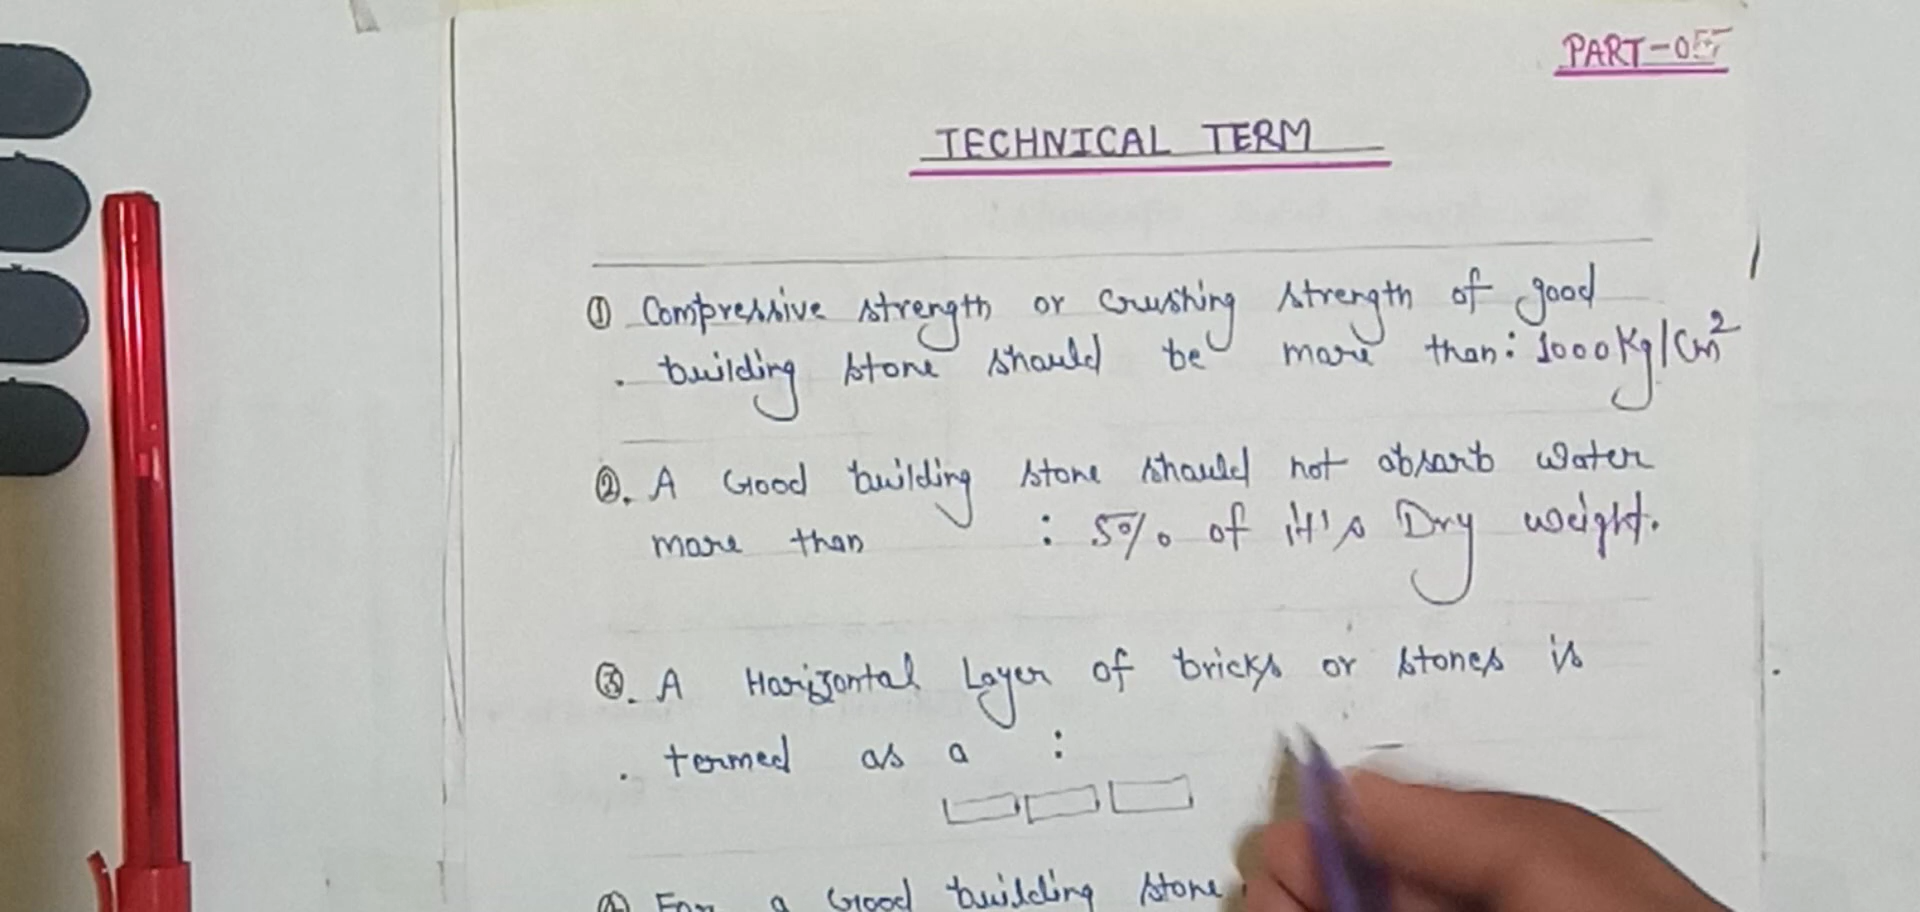 PART-05
TECHNICAL TERM
① Compressive strength or Crushing strength of good
building stone should be more than: 1000Kg/Cm²
②. A Good building stone should not absorb water
more than : 5% of it's Dry weight.
③. A Horizontal Layer of bricks or stones is
termed as a :
④ For a Good building stone